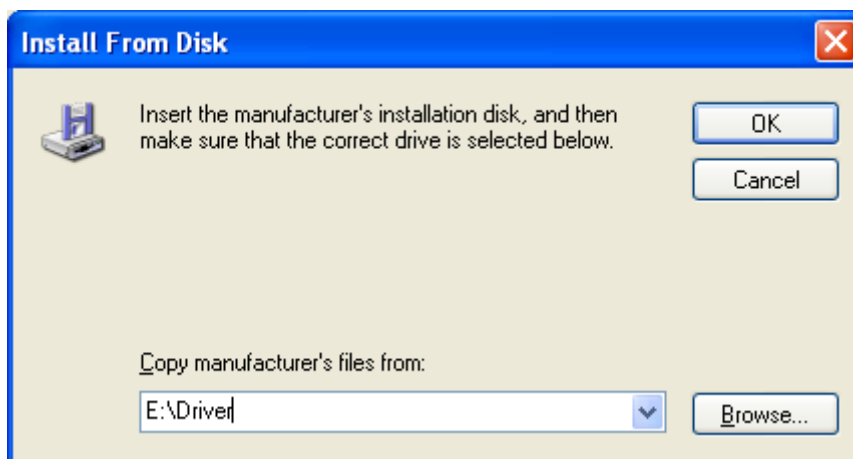 Install From Disk
Insert the manufacturer's installation disk, and then
make sure that the correct drive is selected below.
OK
Cancel
Copy manufacturer's files from:
E:\Driver
Browse...